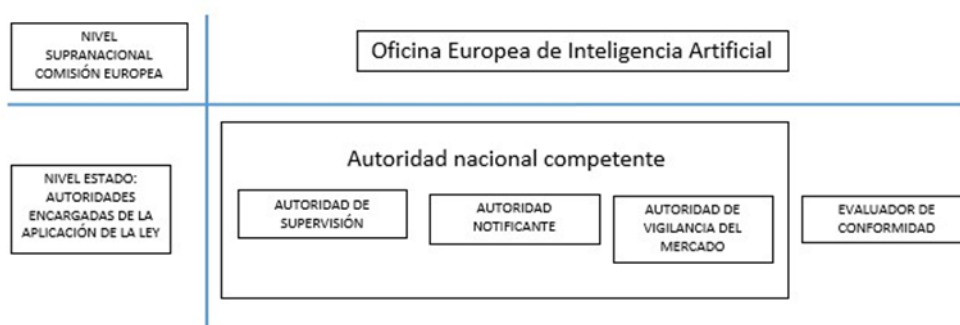 NIVEL
SUPRANACIONAL
COMISIÓN EUROPEA
Oficina Europea de Inteligencia Artificial
NIVEL ESTADO:
AUTORIDADES
ENCARGADAS DE LA
APLICACIÓN DE LA LEY
Autoridad nacional competente
AUTORIDAD DE
SUPERVISIÓN
AUTORIDAD
NOTIFICANTE
AUTORIDAD DE
VIGILANCIA DEL
MERCADO
EVALUADOR DE
CONFORMIDAD